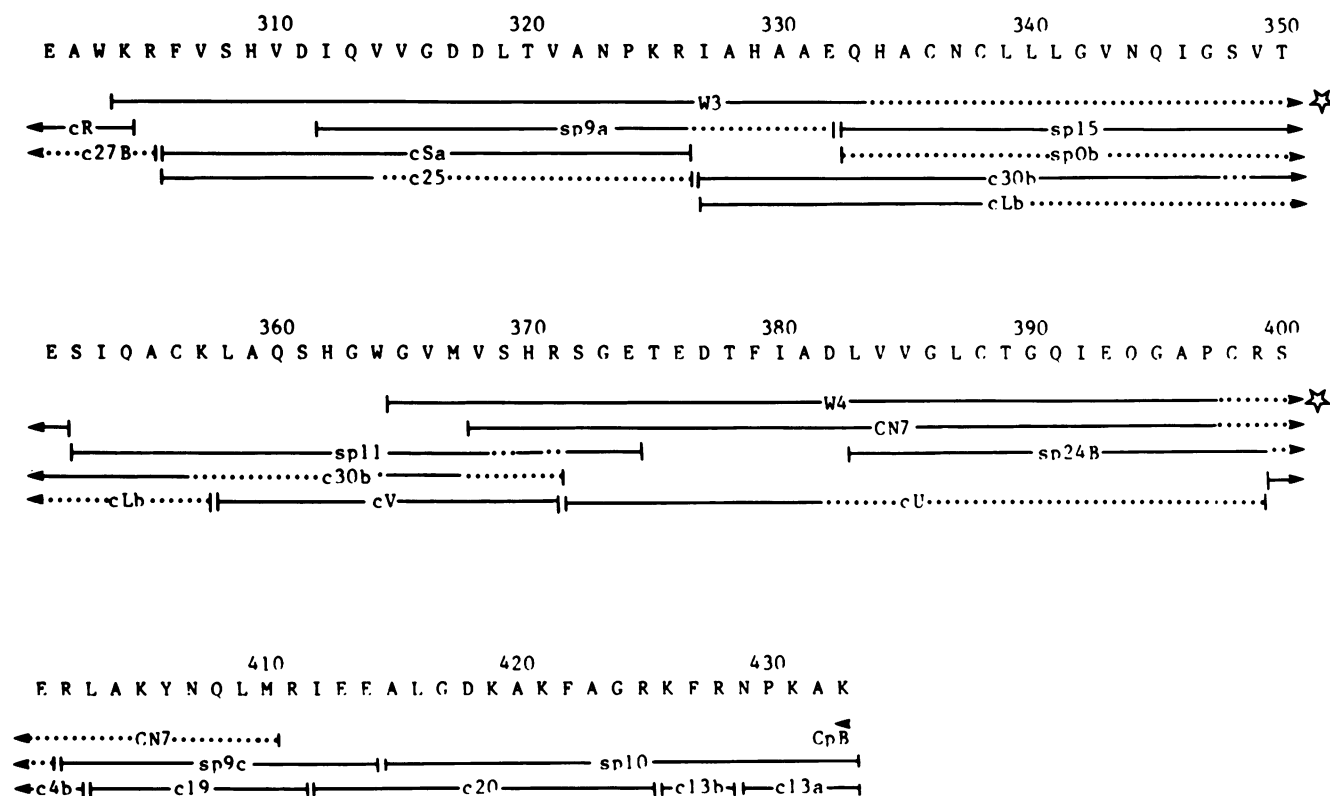 310 320 330 340 350
E A W K R F V S H V D I Q V V G D D L T V A N P K R I A H A A E Q H A C N C L L L G V N Q I G S V T
W3
cR sp9a sp15
c27B cSa sp0b
c25 c30b
cLb
360 370 380 390 400
E S I Q A C K L A Q S H G W G V M V S H R S G E T E D T F I A D L V V G L C T G Q I E O G A P C R S
W4
CN7
sp11 sp24B
c30b
cLb cV cU
410 420 430
E R L A K Y N Q L M R I E E A L G D K A K F A G R K F R N P K A K
CN7 CpB
sp9c sp10
c4b c19 c20 c13b c13a